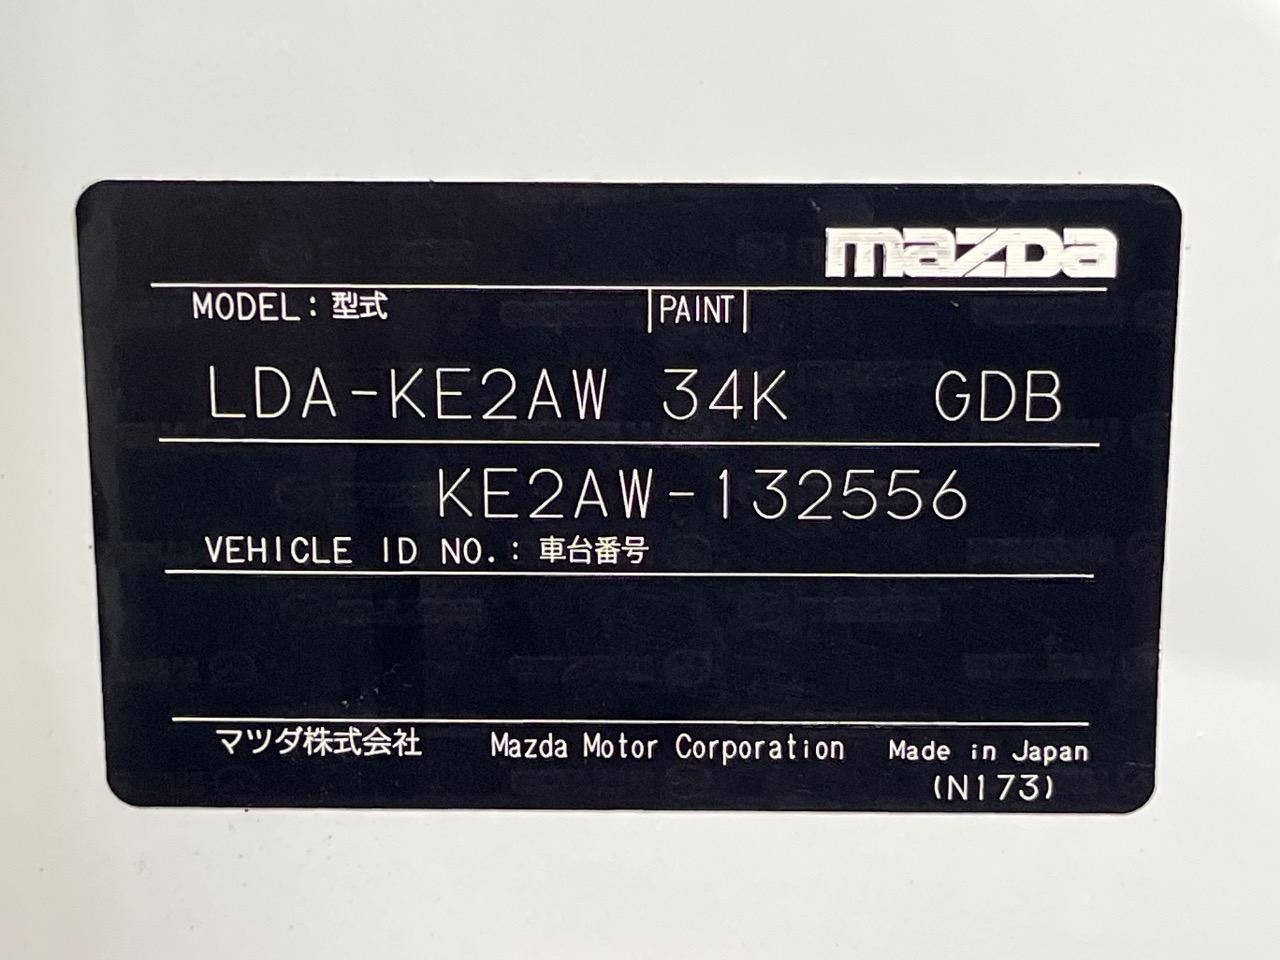 mazda
MODEL: 型式 PAINT
LDA-KE2AW 34K GDB
KE2AW-132556
VEHICLE ID NO.: 車台番号
マツダ株式会社 Mazda Motor Corporation Made in Japan
(N173)